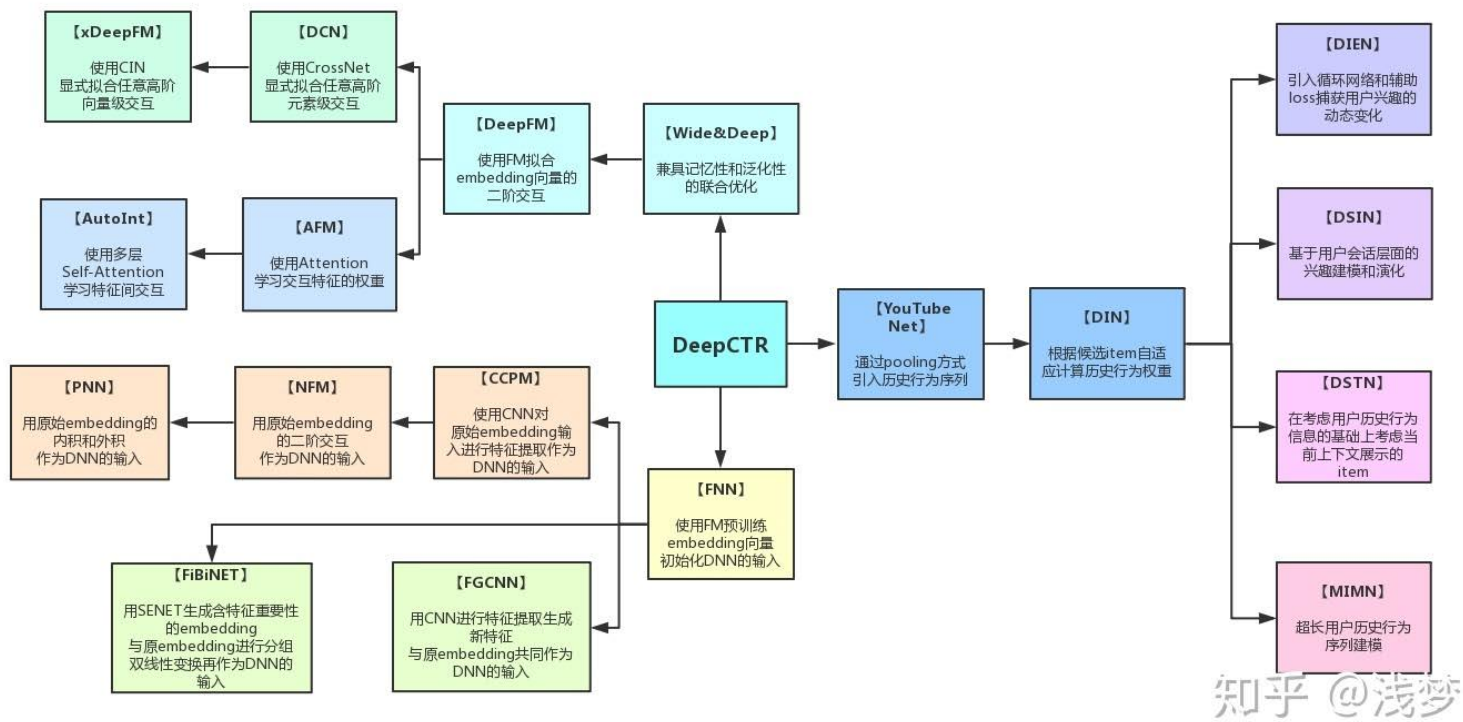 【xDeepFM】
使用CIN
显式拟合任意高阶
向量级交互
【DCN】
使用CrossNet
显式拟合任意高阶
元素级交互
【DeepFM】
使用FM拟合
embedding向量的
二阶交互
【Wide&Deep】
兼具记忆性和泛化性
的联合优化
【AutoInt】
使用多层
Self-Attention
学习特征间交互
【AFM】
使用Attention
学习交互特征的权重
DeepCTR
【YouTube
Net】
通过pooling方式
引入历史行为序列
【DIN】
根据候选item自适
应计算历史行为权重
【DIEN】
引入循环网络和辅助
loss捕获用户兴趣的
动态变化
【DSIN】
基于用户会话层面的
兴趣建模和演化
【DSTN】
在考虑用户历史行为
信息的基础上考虑当
前上下文展示的
item
【MIMN】
超长用户历史行为
序列建模
【PNN】
用原始embedding的
内积和外积
作为DNN的输入
【NFM】
用原始embedding
的二阶交互
作为DNN的输入
【CCPM】
使用CNN对
原始embedding输
入进行特征提取作为
DNN的输入
【FNN】
使用FM预训练
embedding向量
初始化DNN的输入
【FiBiNET】
用SENET生成含特征重要性
的embedding
与原embedding进行分组
双线性变换再作为DNN的
输入
【FGCNN】
用CNN进行特征提取生成
新特征
与原embedding共同作为
DNN的输入
知乎 @浅梦